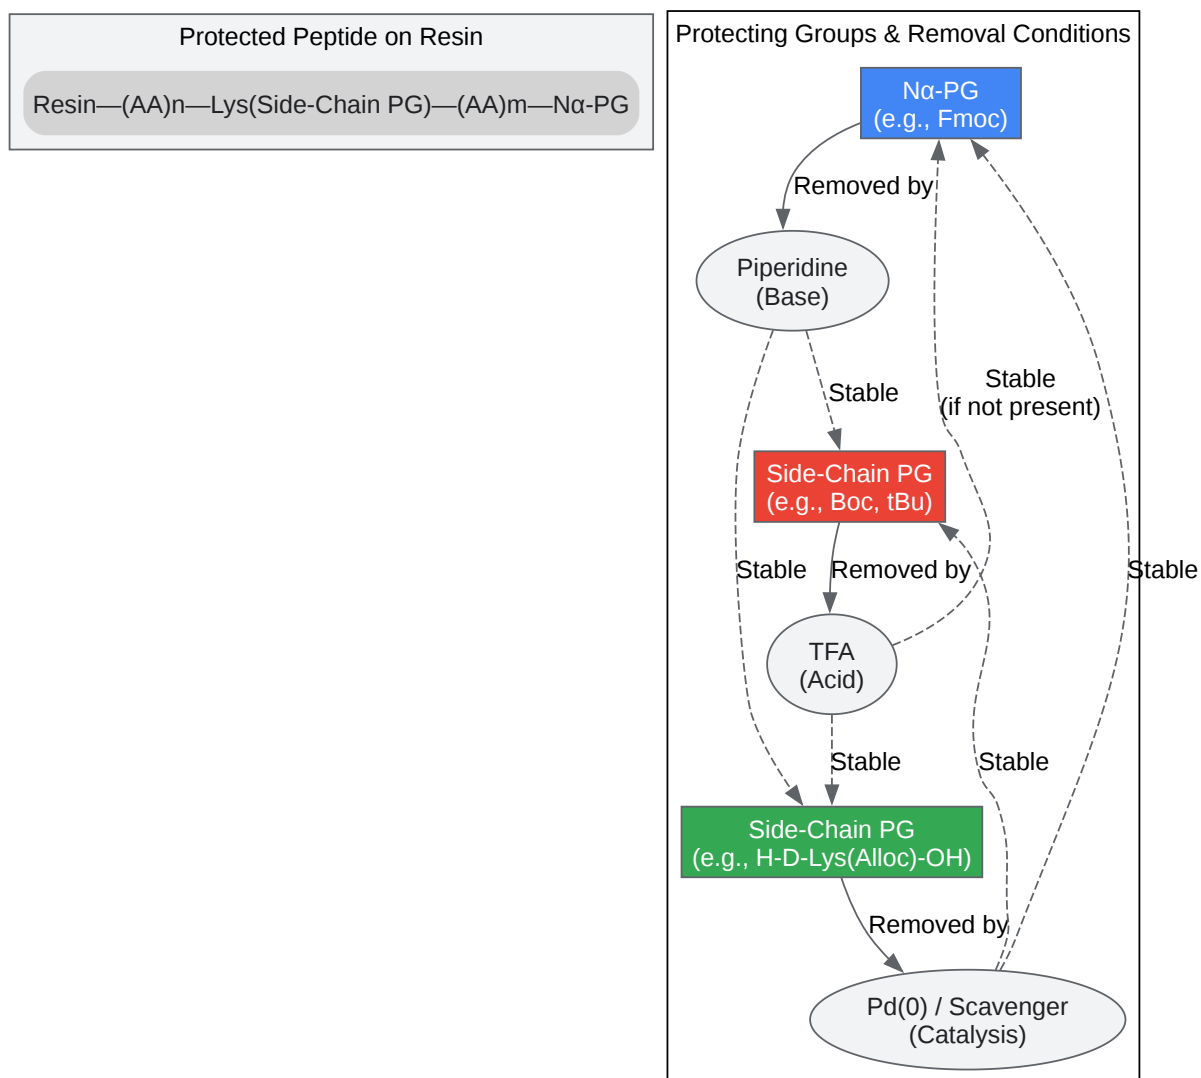 Protected Peptide on Resin
Resin—(AA)n—Lys(Side-Chain PG)—(AA)m—Nα-PG
Protecting Groups & Removal Conditions
Nα-PG
(e.g., Fmoc)
Removed by
Piperidine
(Base)
Stable
(if not present)
Stable
Side-Chain PG
(e.g., Boc, tBu)
Stable
Removed by
Stable
TFA
(Acid)
Stable
Stable
Side-Chain PG
(e.g., H-D-Lys(Alloc)-OH)
Removed by
Pd(0) / Scavenger
(Catalysis)